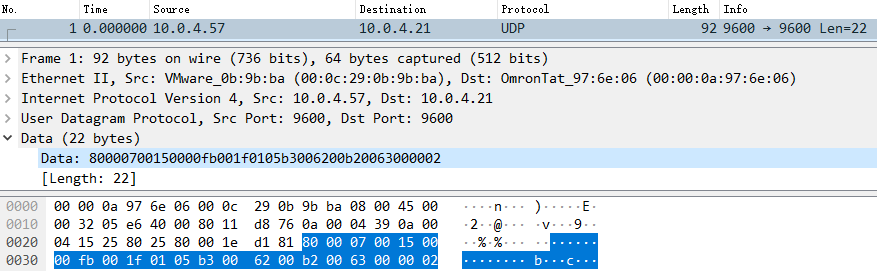 No. Time Source Destination Protocol Length Info
1 0.000000 10.0.4.57 10.0.4.21 UDP 92 9600 → 9600 Len=22
Frame 1: 92 bytes on wire (736 bits), 64 bytes captured (512 bits)
Ethernet II, Src: VMware_0b:9b:ba (00:0c:29:0b:9b:ba), Dst: OmronTat_97:6e:06 (00:00:0a:97:6e:06)
Internet Protocol Version 4, Src: 10.0.4.57, Dst: 10.0.4.21
User Datagram Protocol, Src Port: 9600, Dst Port: 9600
Data (22 bytes)
Data: 80000700150000fb001f0105b3006200b20063000002
[Length: 22]
0000 00 00 0a 97 6e 06 00 0c 29 0b 9b ba 08 00 45 00 ····n··· )·····E·
0010 00 32 05 e6 40 00 80 11 d8 76 0a 00 04 39 0a 00 ·2··@··· ·v···9··
0020 04 15 25 80 25 80 00 1e d1 81 80 00 07 00 15 00 ··%·%··· ········
0030 00 fb 00 1f 01 05 b3 00 62 00 b2 00 63 00 00 02 ········ b···c···